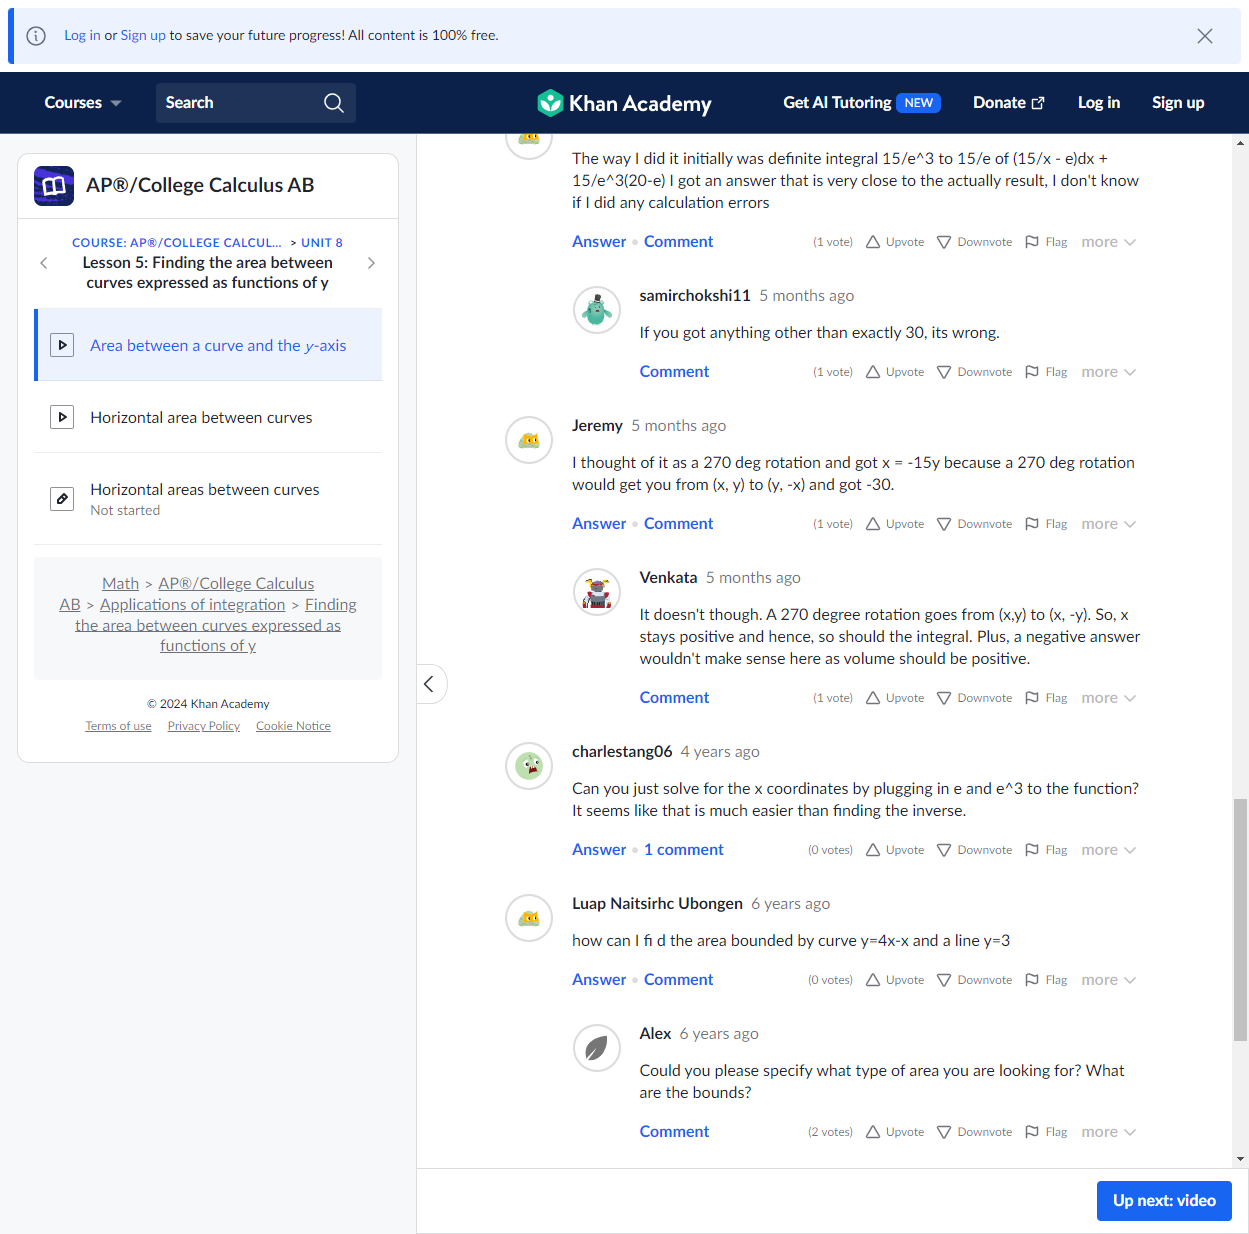 Log in or Sign up to save your future progress! All content is 100% free.
Courses
Search
Khan Academy
Get AI Tutoring NEW
Donate
Log in
Sign up
AP®/College Calculus AB
COURSE: AP®/COLLEGE CALCUL... > UNIT 8
Lesson 5: Finding the area between
curves expressed as functions of y
Area between a curve and the y-axis
Horizontal area between curves
Horizontal areas between curves
Not started
Math > AP®/College Calculus
AB > Applications of integration > Finding
the area between curves expressed as
functions of y
© 2024 Khan Academy
Terms of use Privacy Policy Cookie Notice
The way I did it initially was definite integral 15/e^3 to 15/e of (15/x - e)dx +
15/e^3(20-e) I got an answer that is very close to the actually result, I don't know
if I did any calculation errors
Answer • Comment (1 vote) Upvote Downvote Flag more
samirchokshi11 5 months ago
If you got anything other than exactly 30, its wrong.
Comment (1 vote) Upvote Downvote Flag more
Jeremy 5 months ago
I thought of it as a 270 deg rotation and got x = -15y because a 270 deg rotation
would get you from (x, y) to (y, -x) and got -30.
Answer • Comment (1 vote) Upvote Downvote Flag more
Venkata 5 months ago
It doesn't though. A 270 degree rotation goes from (x,y) to (x, -y). So, x
stays positive and hence, so should the integral. Plus, a negative answer
wouldn't make sense here as volume should be positive.
Comment (1 vote) Upvote Downvote Flag more
charlestang06 4 years ago
Can you just solve for the x coordinates by plugging in e and e^3 to the function?
It seems like that is much easier than finding the inverse.
Answer • 1 comment (0 votes) Upvote Downvote Flag more
Luap Naitsirhc Ubongen 6 years ago
how can I fi d the area bounded by curve y=4x-x and a line y=3
Answer • Comment (0 votes) Upvote Downvote Flag more
Alex 6 years ago
Could you please specify what type of area you are looking for? What
are the bounds?
Comment (2 votes) Upvote Downvote Flag more
Up next: video